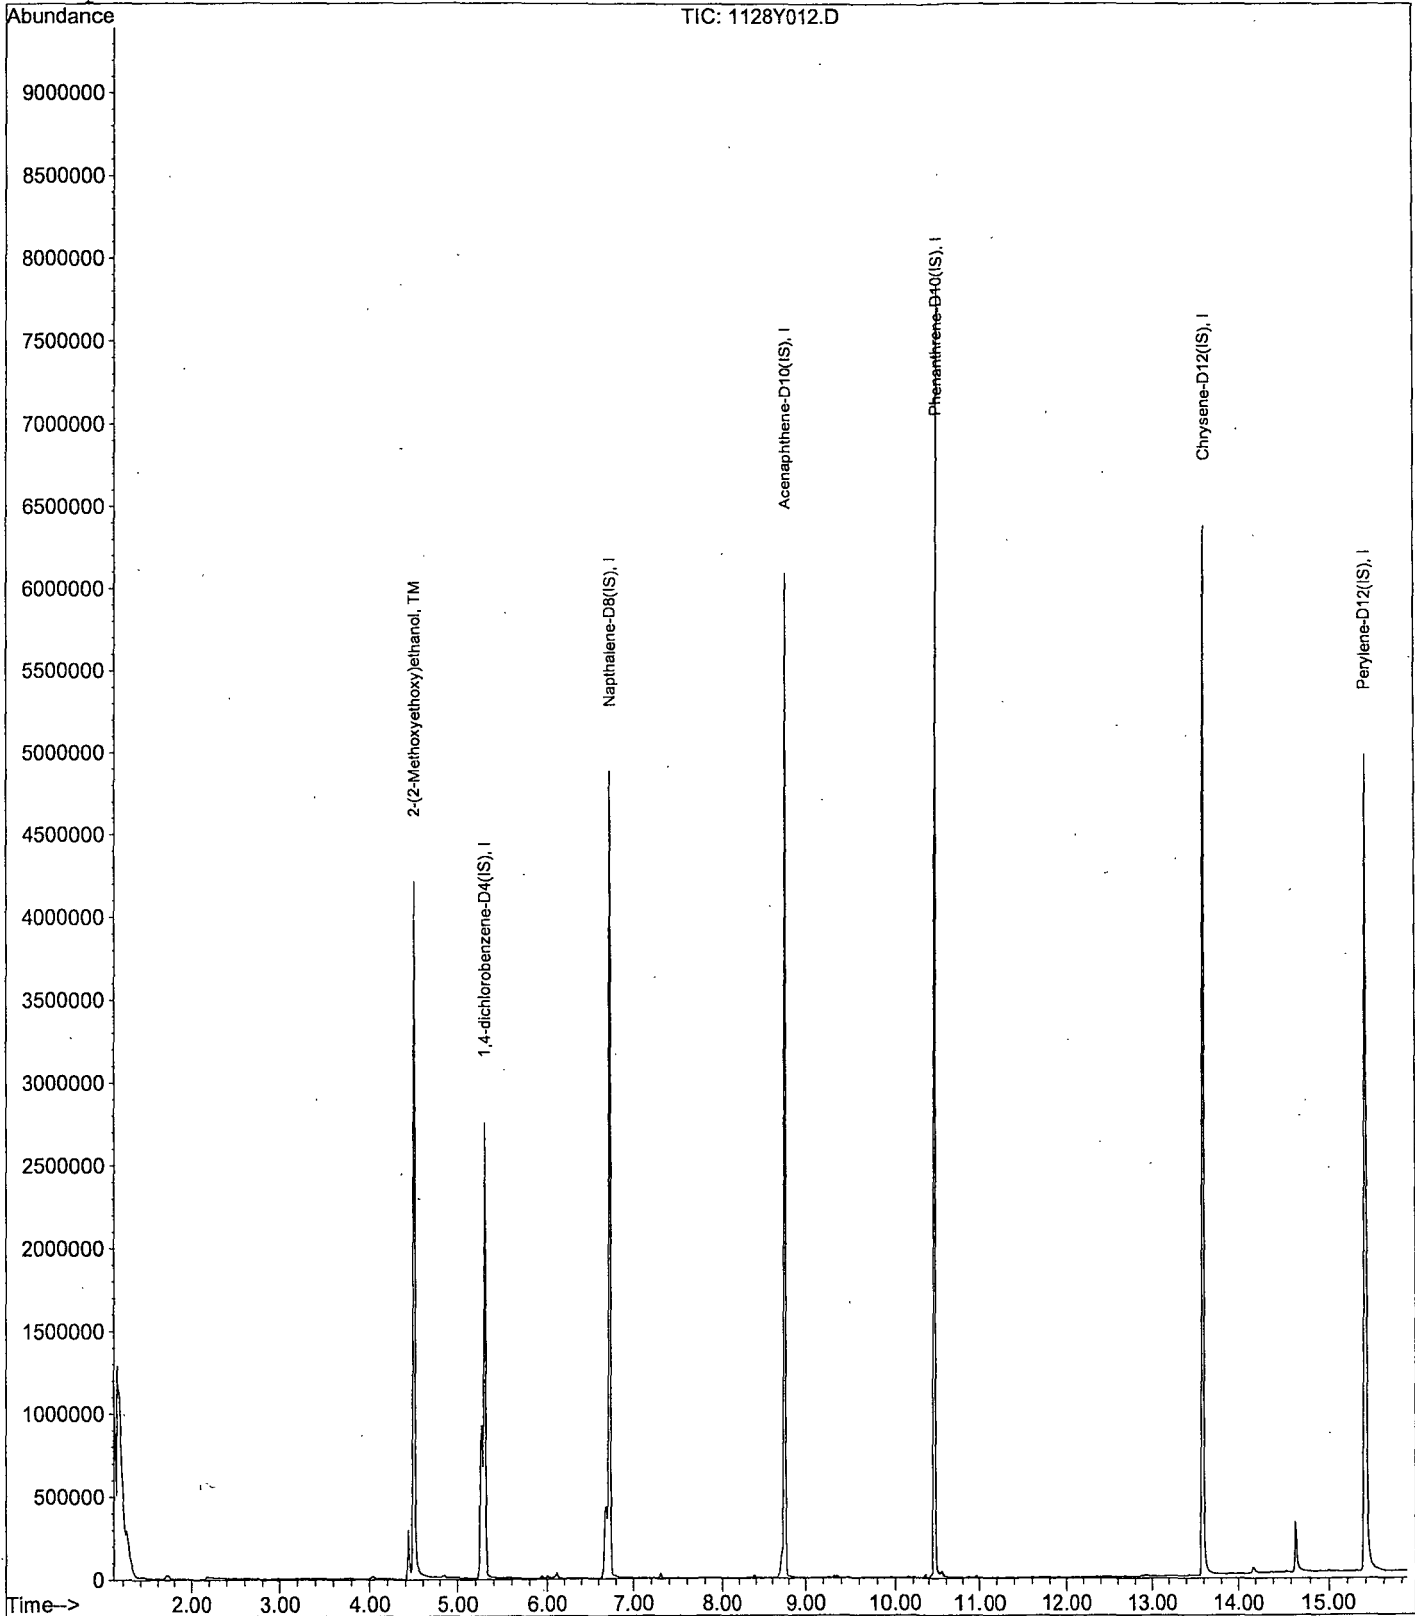 Abundance
TIC: 1128Y012.D
9000000
8500000
8000000
7500000
7000000
6500000
6000000
5500000
5000000
4500000
4000000
3500000
3000000
2500000
2000000
1500000
1000000
500000
0
2-(2-Methoxyethoxy)ethanol, TM
1,4-dichlorobenzene-D4(IS), I
Napthalene-D8(IS), I
Acenaphthene-D10(IS), I
Phenanthrene-D10(IS), I
Chrysene-D12(IS), I
Perylene-D12(IS), I
Time--> 2.00 3.00 4.00 5.00 6.00 7.00 8.00 9.00 10.00 11.00 12.00 13.00 14.00 15.00